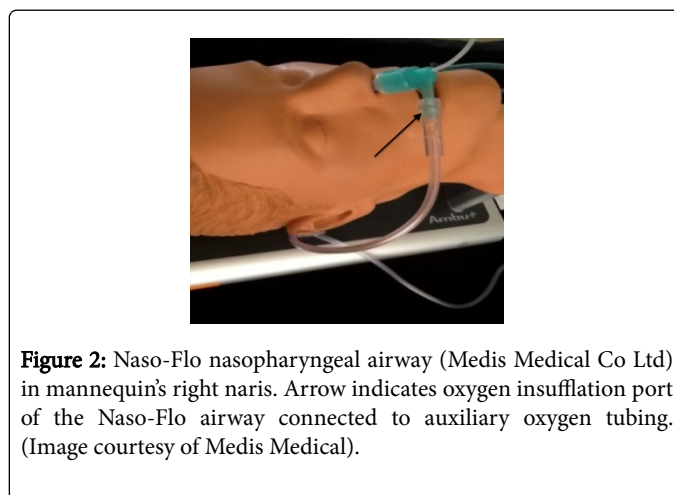 Ambu
Figure 2: Naso-Flo nasopharyngeal airway (Medis Medical Co Ltd)
in mannequin's right naris. Arrow indicates oxygen insufflation port
of the Naso-Flo airway connected to auxiliary oxygen tubing.
(Image courtesy of Medis Medical).